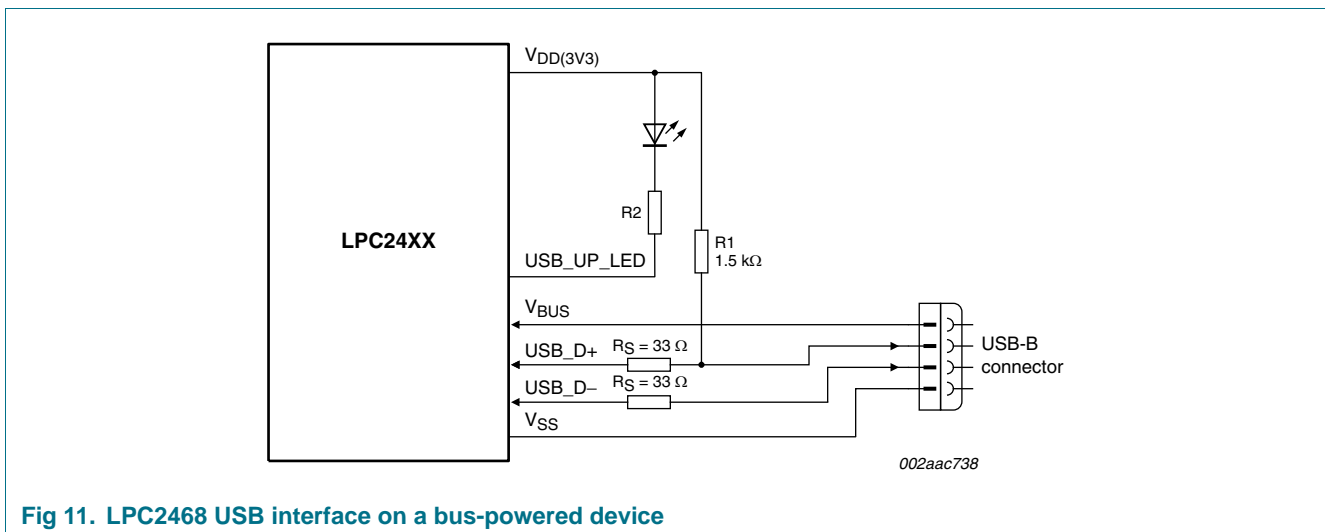 VDD(3V3)
R2
LPC24XX
R1
1.5 kΩ
USB_UP_LED
VBUS
USB_D+
RS = 33 Ω
USB-B
connector
USB_D−
RS = 33 Ω
VSS
002aac738
Fig 11. LPC2468 USB interface on a bus-powered device